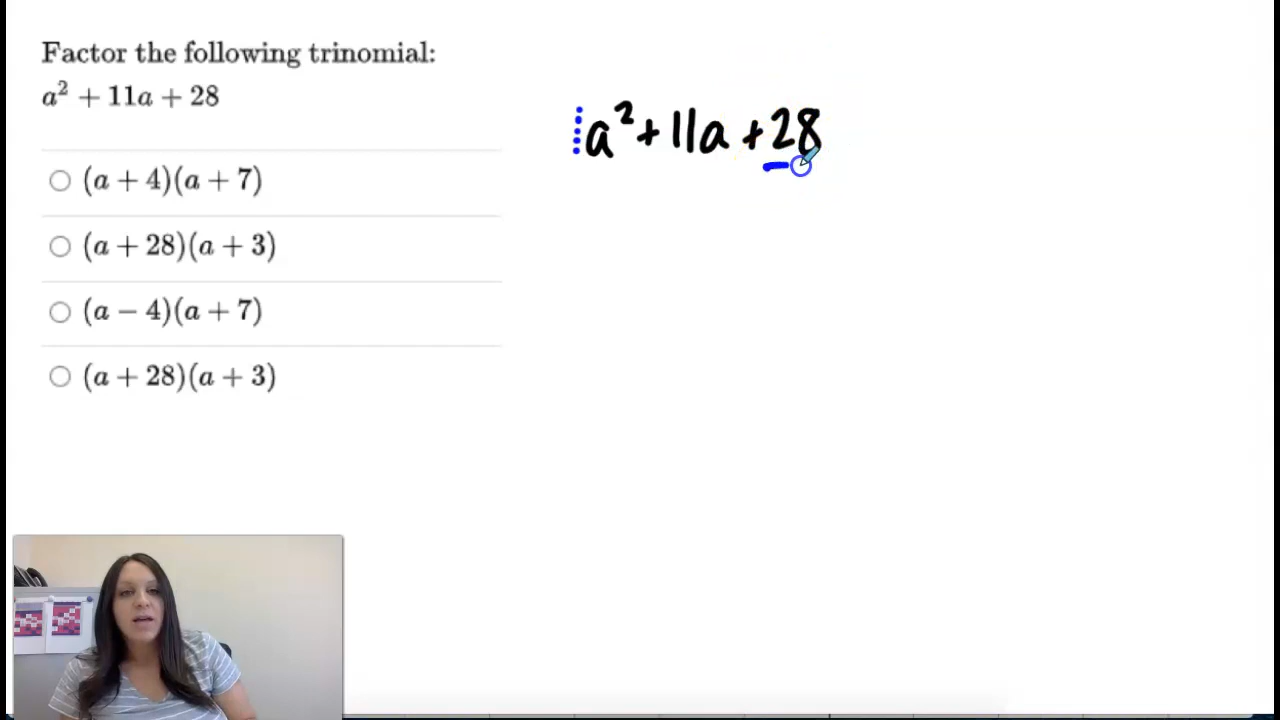 Factor the following trinomial:
a² + 11a + 28
(a + 4)(a + 7)
(a + 28)(a + 3)
(a − 4)(a + 7)
(a + 28)(a + 3)
a² + 11a + 28